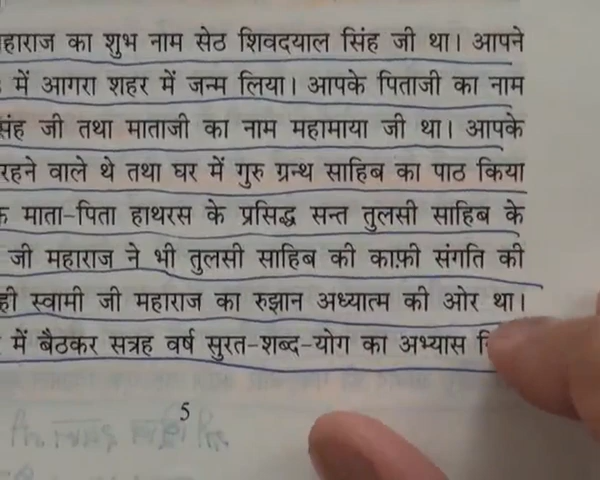 महाराज का शुभ नाम सेठ शिवदयाल सिंह जी था। आपने
में आगरा शहर में जन्म लिया। आपके पिताजी का नाम
सिंह जी तथा माताजी का नाम महामाया जी था। आपके
रहने वाले थे तथा घर में गुरु ग्रन्थ साहिब का पाठ किया
माता-पिता हाथरस के प्रसिद्ध सन्त तुलसी साहिब के
जी महाराज ने भी तुलसी साहिब की काफ़ी संगति की
ही स्वामी जी महाराज का रुझान अध्यात्म की ओर था।
में बैठकर सत्रह वर्ष सुरत-शब्द-योग का अभ्यास
5